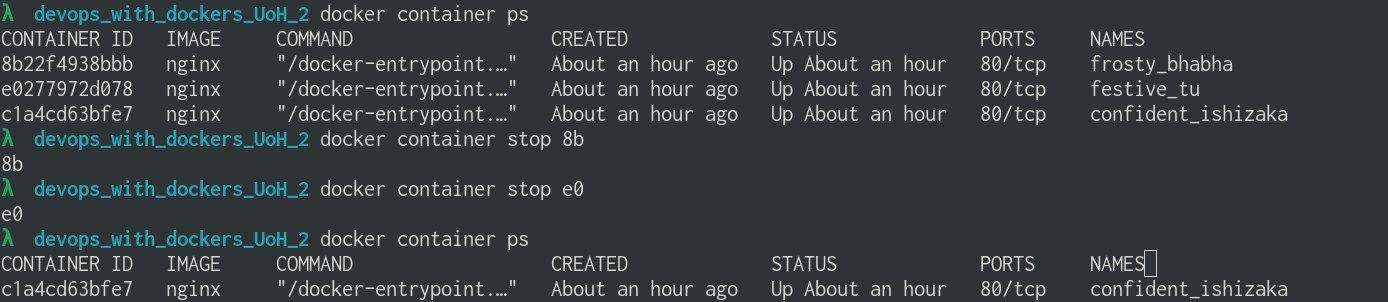 λ  devops_with_dockers_UoH_2 docker container ps
CONTAINER ID   IMAGE     COMMAND                  CREATED             STATUS             PORTS     NAMES
8b22f4938bbb   nginx     "/docker-entrypoint.…"   About an hour ago   Up About an hour   80/tcp    frosty_bhabha
e0277972d078   nginx     "/docker-entrypoint.…"   About an hour ago   Up About an hour   80/tcp    festive_tu
c1a4cd63bfe7   nginx     "/docker-entrypoint.…"   About an hour ago   Up About an hour   80/tcp    confident_ishizaka
λ  devops_with_dockers_UoH_2 docker container stop 8b
8b
λ  devops_with_dockers_UoH_2 docker container stop e0
e0
λ  devops_with_dockers_UoH_2 docker container ps
CONTAINER ID   IMAGE     COMMAND                  CREATED             STATUS             PORTS     NAMES
c1a4cd63bfe7   nginx     "/docker-entrypoint.…"   About an hour ago   Up About an hour   80/tcp    confident_ishizaka